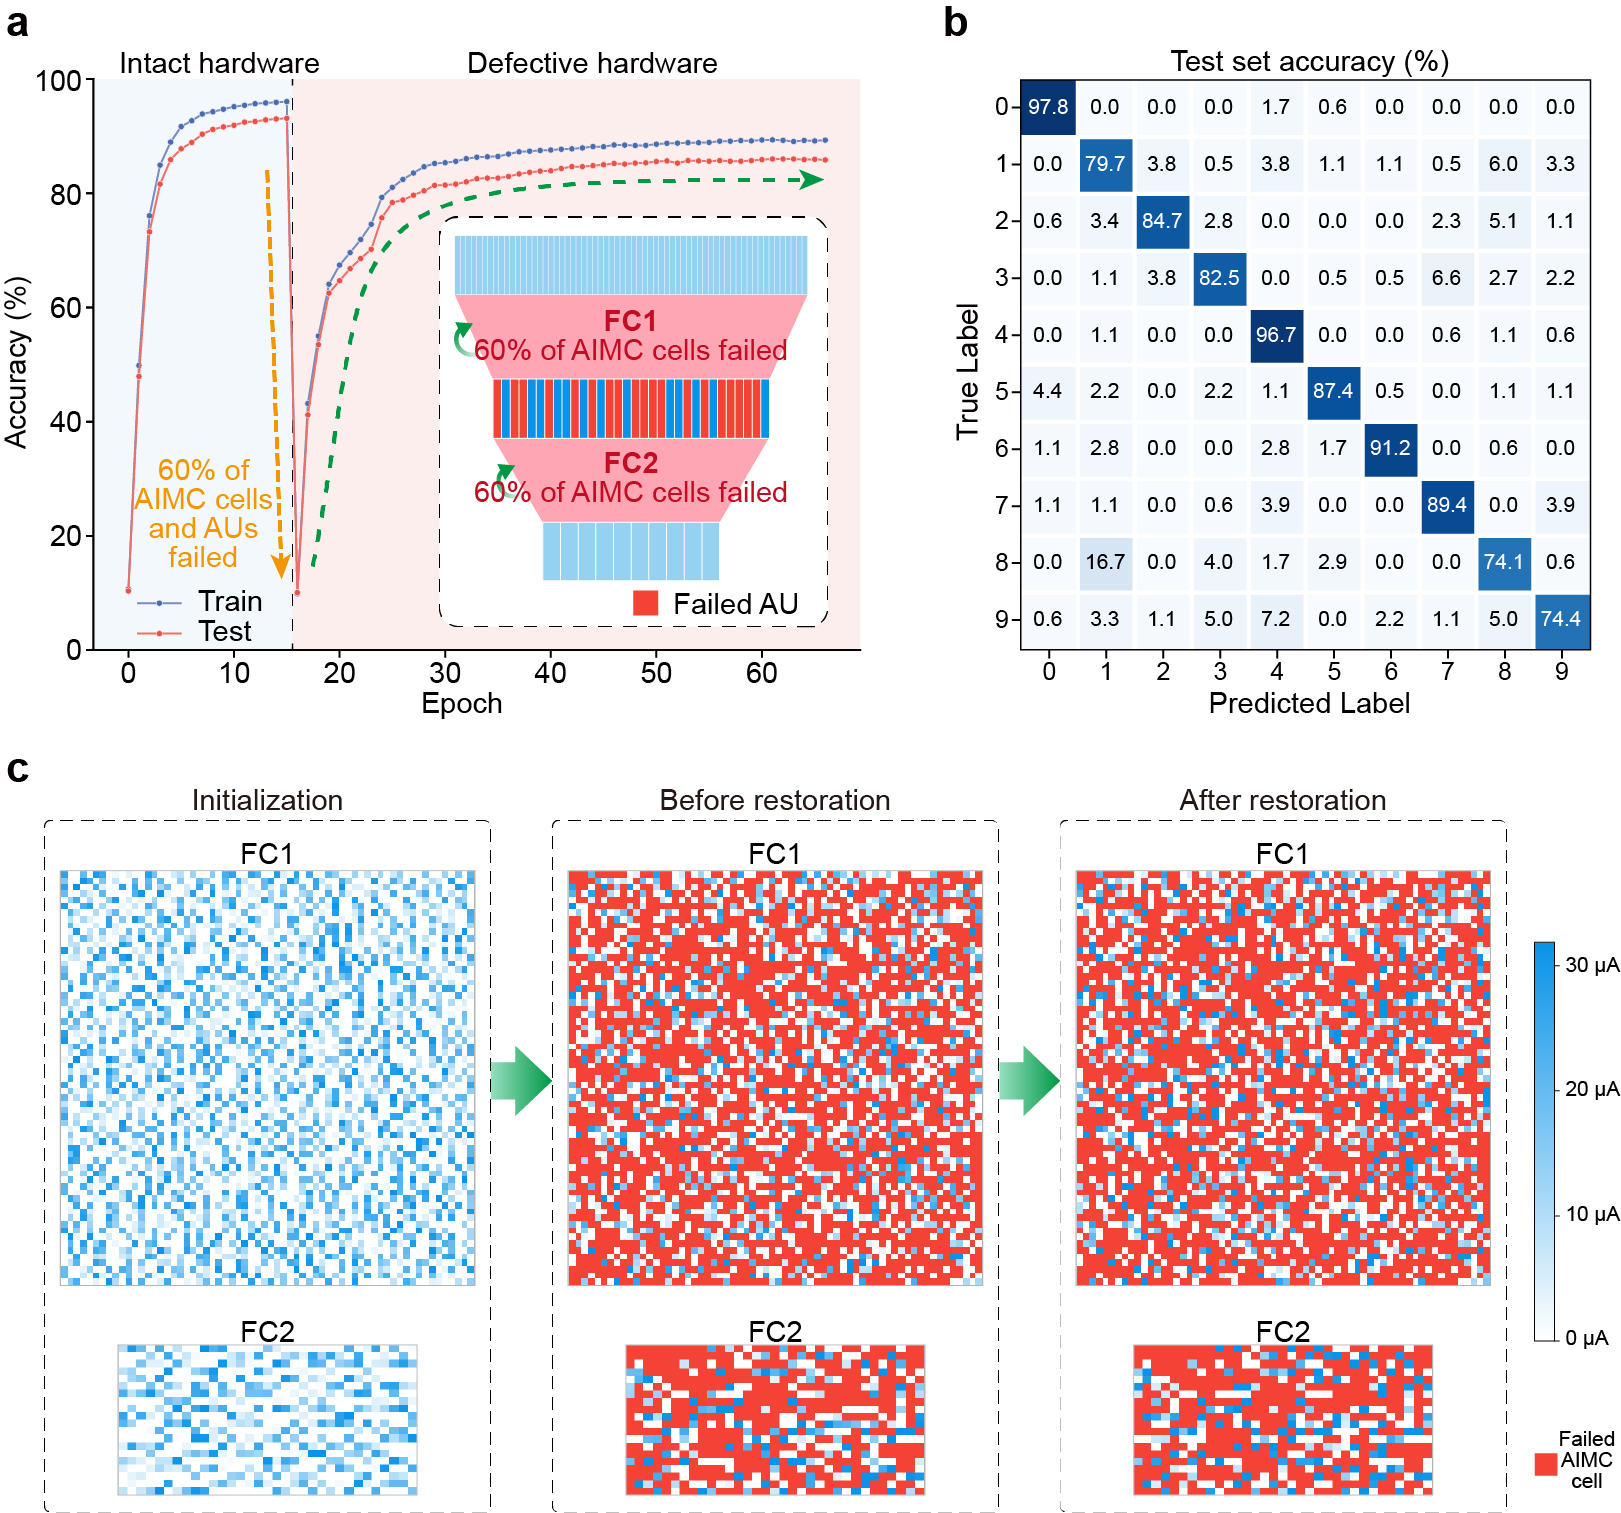 a
Intact hardware
Defective hardware
100
80
60
40
20
0
Accuracy (%)
60% of
AIMC cells
and AUs
failed
Train
Test
FC1
60% of AIMC cells failed
FC2
60% of AIMC cells failed
Failed AU
0 10 20 30 40 50 60
Epoch
b
Test set accuracy (%)
True Label
0 97.8 0.0 0.0 0.0 1.7 0.6 0.0 0.0 0.0 0.0
1 0.0 79.7 3.8 0.5 3.8 1.1 1.1 0.5 6.0 3.3
2 0.6 3.4 84.7 2.8 0.0 0.0 0.0 2.3 5.1 1.1
3 0.0 1.1 3.8 82.5 0.0 0.5 0.5 6.6 2.7 2.2
4 0.0 1.1 0.0 0.0 96.7 0.0 0.0 0.6 1.1 0.6
5 4.4 2.2 0.0 2.2 1.1 87.4 0.5 0.0 1.1 1.1
6 1.1 2.8 0.0 0.0 2.8 1.7 91.2 0.0 0.6 0.0
7 1.1 1.1 0.0 0.6 3.9 0.0 0.0 89.4 0.0 3.9
8 0.0 16.7 0.0 4.0 1.7 2.9 0.0 0.0 74.1 0.6
9 0.6 3.3 1.1 5.0 7.2 0.0 2.2 1.1 5.0 74.4
0 1 2 3 4 5 6 7 8 9
Predicted Label
c
Initialization
FC1
FC2
Before restoration
FC1
FC2
After restoration
FC1
FC2
30 µA
20 µA
10 µA
0 µA
Failed
AIMC
cell